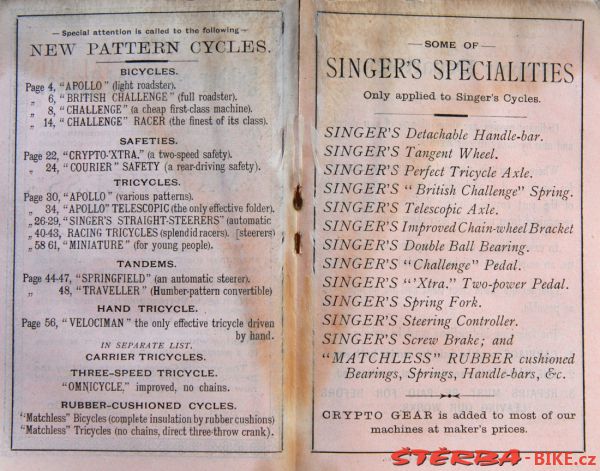 — Special attention is called to the following —
NEW PATTERN CYCLES.
BICYCLES.
Page 4, "APOLLO" (light roadster).
„ 6, "BRITISH CHALLENGE" (full roadster).
„ 8, "CHALLENGE" (a cheap first-class machine).
„ 14, "CHALLENGE" RACER (the finest of its class).
SAFETIES.
Page 22, "CRYPTO-'XTRA." (a two-speed safety).
„ 24, "COURIER" SAFETY (a rear-driving safety).
TRICYCLES.
Page 30, "APOLLO" (various patterns).
„ 34, "APOLLO" TELESCOPIC (the only effective folder).
„ 26-29, "SINGER'S STRAIGHT-STEERERS" (automatic
„ 40-43, RACING TRICYCLES (splendid racers). [steerers)
„ 58 61, "MINIATURE" (for young people).
TANDEMS.
Page 44-47, "SPRINGFIELD" (an automatic steerer).
„ 48, "TRAVELLER" (Humber-pattern convertible)
HAND TRICYCLE.
Page 56, "VELOCIMAN" the only effective tricycle driven
by hand.
IN SEPARATE LIST,
CARRIER TRICYCLES.
THREE-SPEED TRICYCLE.
"OMNICYCLE," improved, no chains.
RUBBER-CUSHIONED CYCLES.
"Matchless" Bicycles (complete insulation by rubber cushions)
"Matchless" Tricycles (no chains, direct three-throw crank).
— SOME OF —
SINGER'S SPECIALITIES
Only applied to Singer's Cycles.
SINGER'S Detachable Handle-bar.
SINGER'S Tangent Wheel.
SINGER'S Perfect Tricycle Axle.
SINGER'S "British Challenge" Spring.
SINGER'S Telescopic Axle.
SINGER'S Improved Chain-wheel Bracket
SINGER'S Double Ball Bearing.
SINGER'S "Challenge" Pedal.
SINGER'S "'Xtra." Two-power Pedal.
SINGER'S Spring Fork.
SINGER'S Steering Controller.
SINGER'S Screw Brake; and
"MATCHLESS" RUBBER cushioned
Bearings, Springs, Handle-bars, &c.
CRYPTO GEAR is added to most of our
machines at maker's prices.
ŠTĚRBA-BIKE.cz